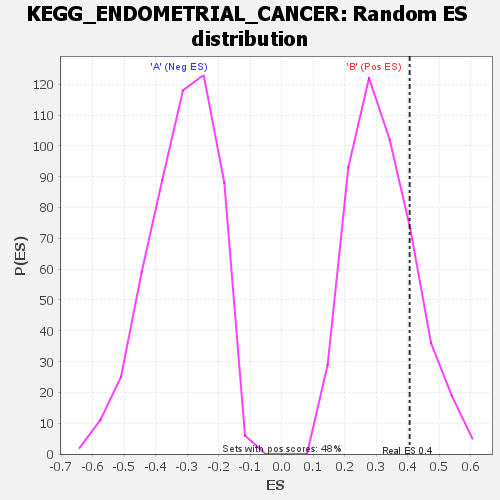 KEGG_ENDOMETRIAL_CANCER: Random ES
distribution
'A' (Neg ES)
'B' (Pos ES)
120
110
100
90
80
70
60
50
40
30
20
10
0
P(ES)
Sets with pos scores: 48%
Real ES 0.4
-0.7 -0.6 -0.5 -0.4 -0.3 -0.2 -0.1 0.0 0.1 0.2 0.3 0.4 0.5 0.6
ES